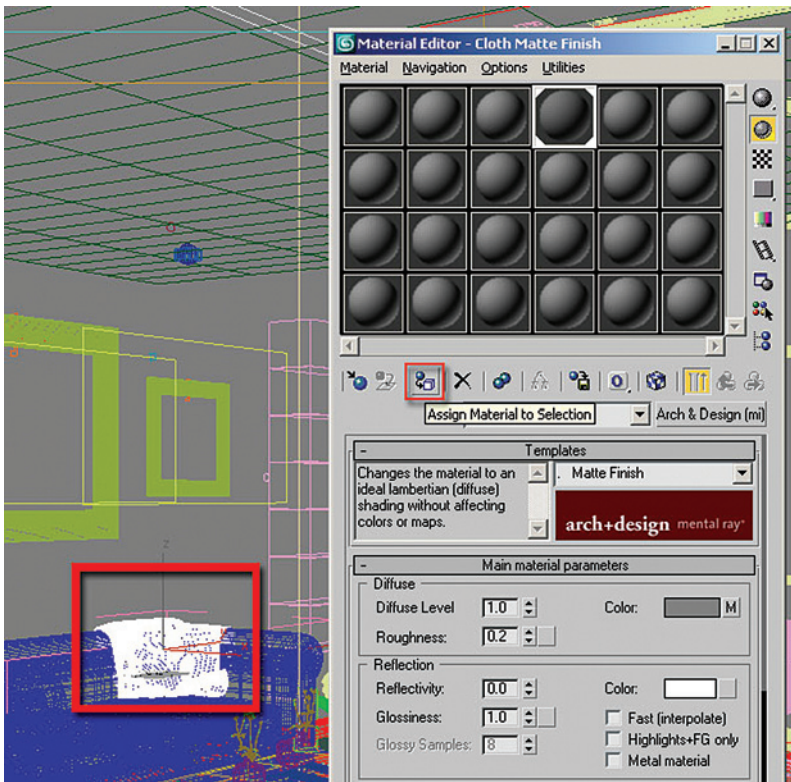 Material Editor - Cloth Matte Finish
Material Navigation Options Utilities
Assign Material to Selection
Arch & Design (mi)
- Templates
Changes the material to an
ideal lambertian (diffuse)
shading without affecting
colors or maps.
. Matte Finish
arch+design mental ray®
- Main material parameters
Diffuse
Diffuse Level 1.0 Color: M
Roughness: 0.2
Reflection
Reflectivity: 0.0 Color:
Glossiness: 1.0 Fast (interpolate)
Glossy Samples: 8 Highlights+FG only
Metal material
z